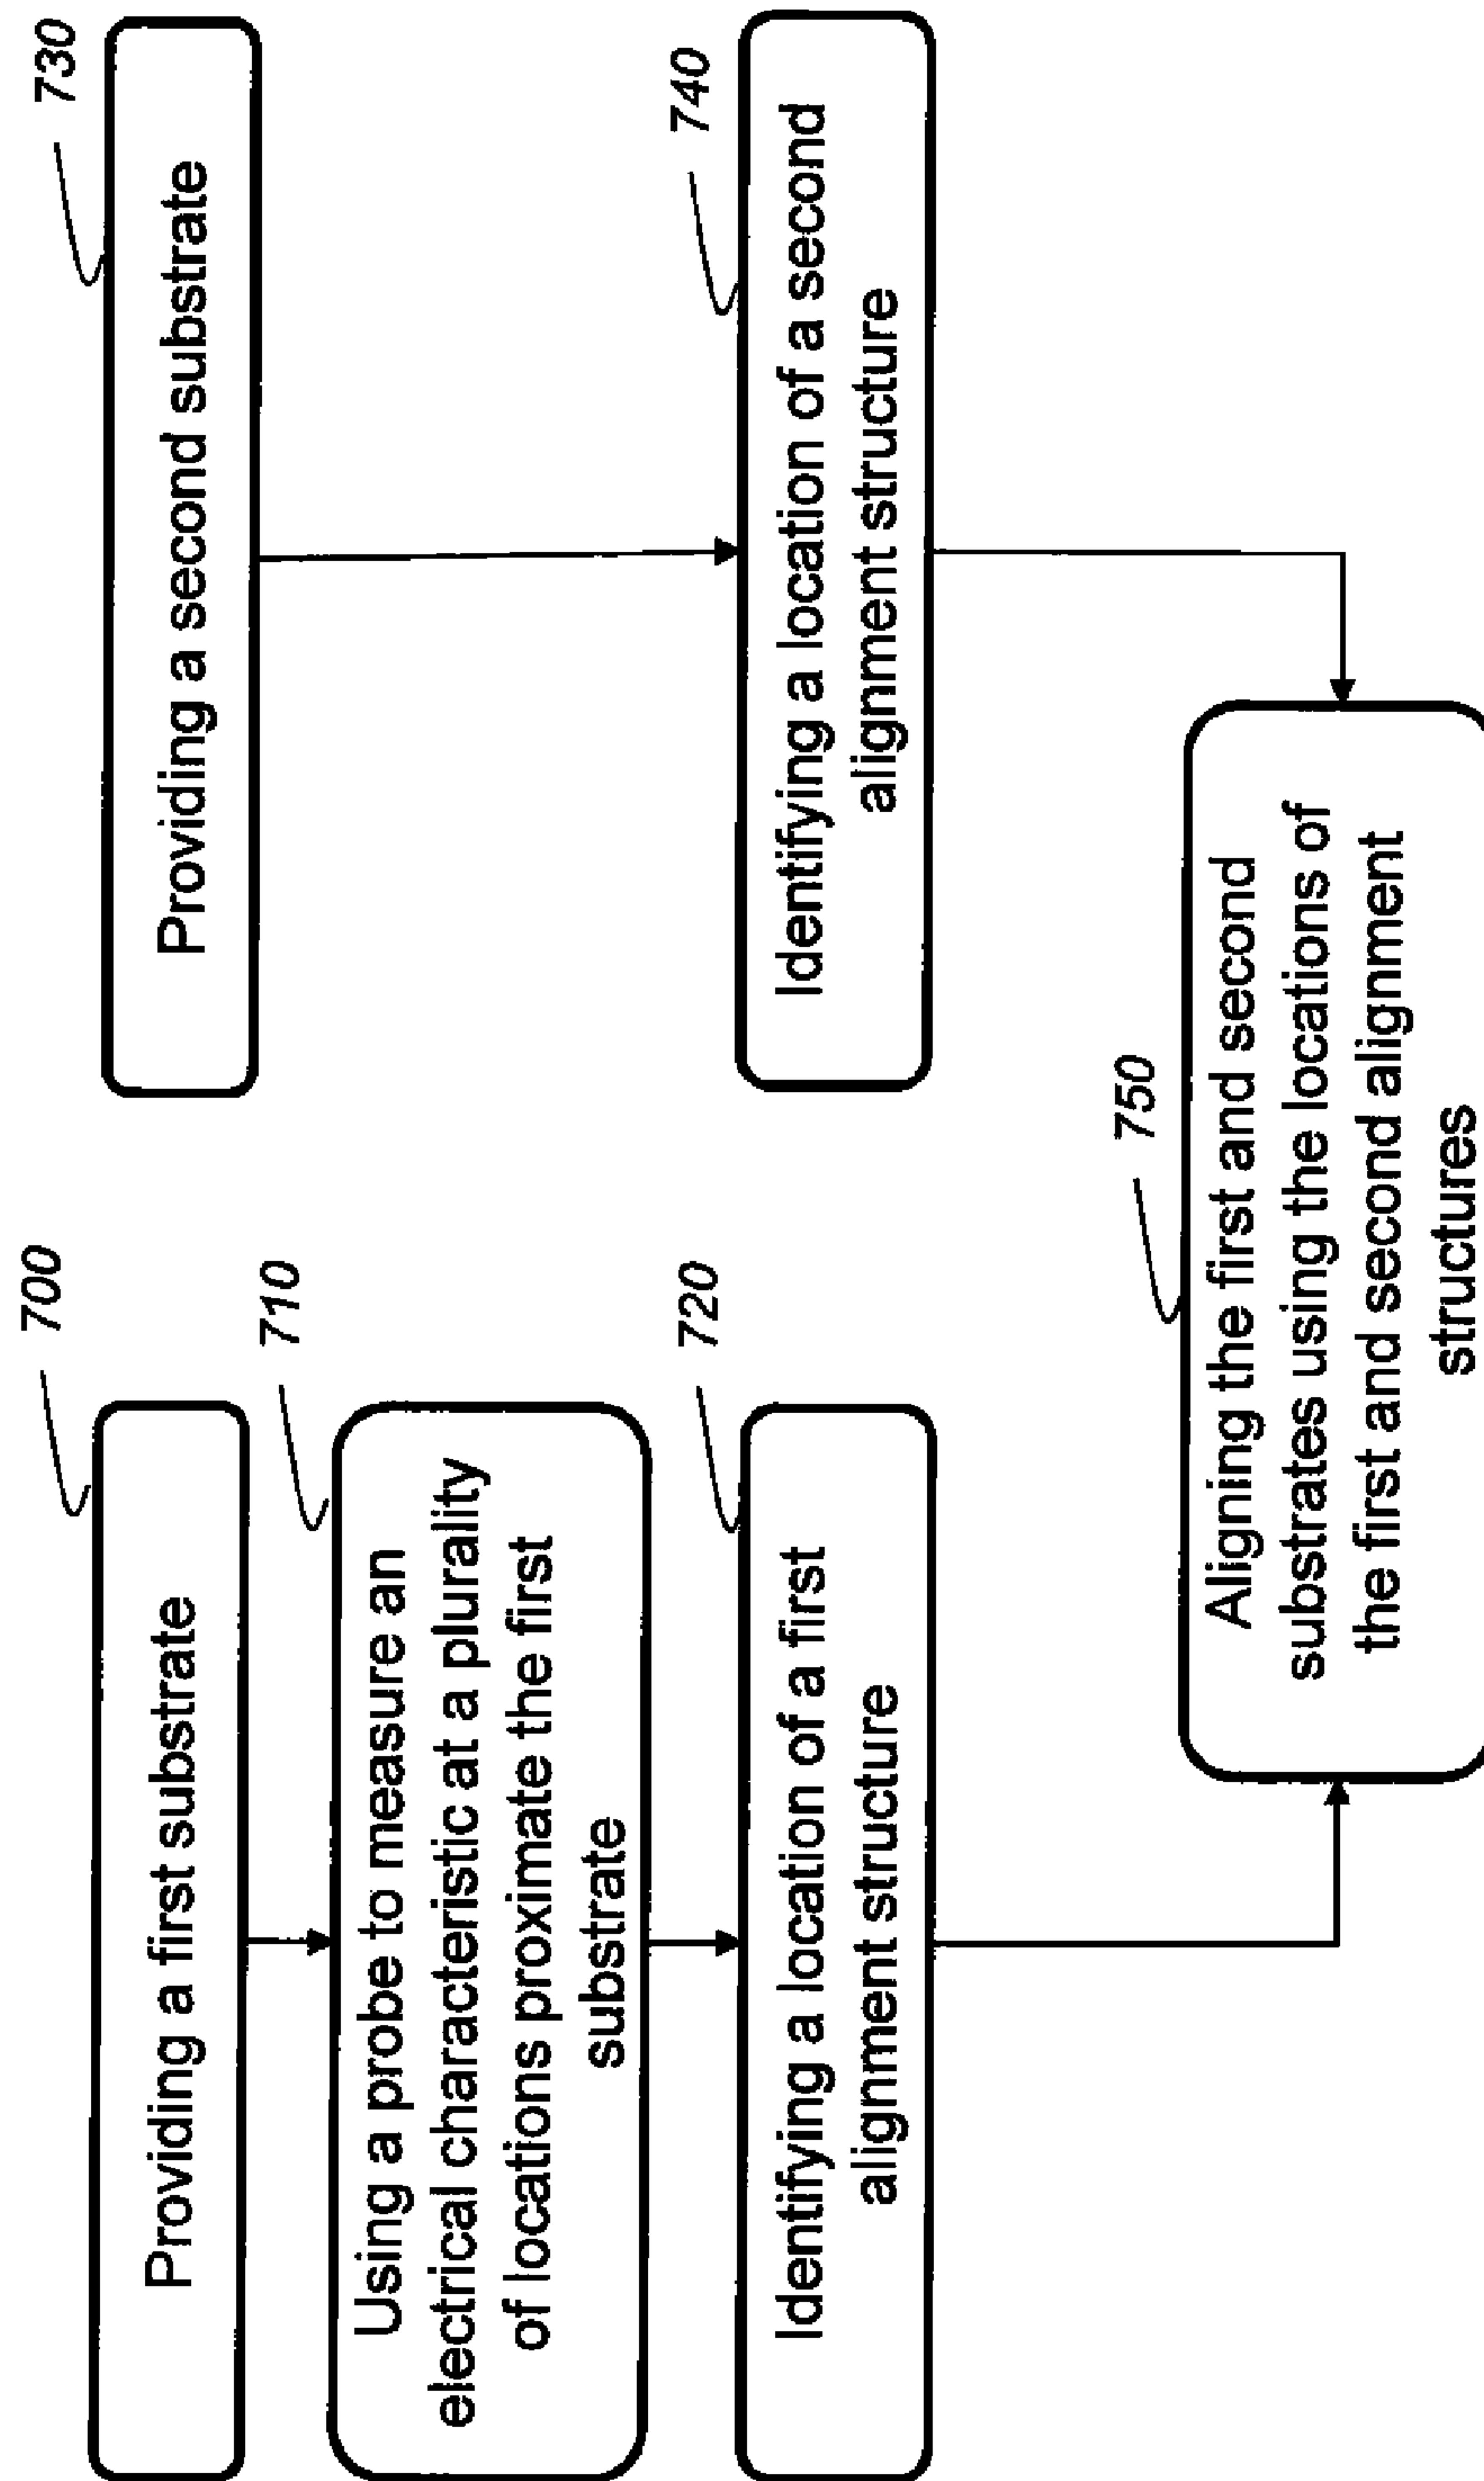 700
Providing a first substrate
710
Using a probe to measure an
electrical characteristic at a plurality
of locations proximate the first
substrate
720
Identifying a location of a first
alignment structure
730
Providing a second substrate
740
Identifying a location of a second
alignment structure
750
Aligning the first and second
substrates using the locations of
the first and second alignment
structures